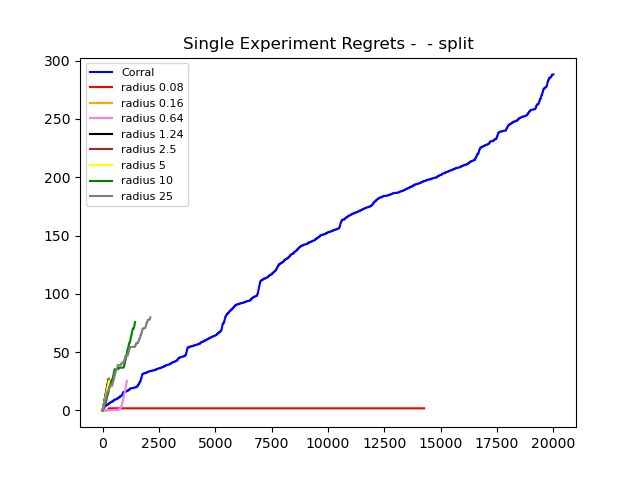 Single Experiment Regrets -  - split
300
250
200
150
100
50
0
Corral
radius 0.08
radius 0.16
radius 0.64
radius 1.24
radius 2.5
radius 5
radius 10
radius 25
0 2500 5000 7500 10000 12500 15000 17500 20000